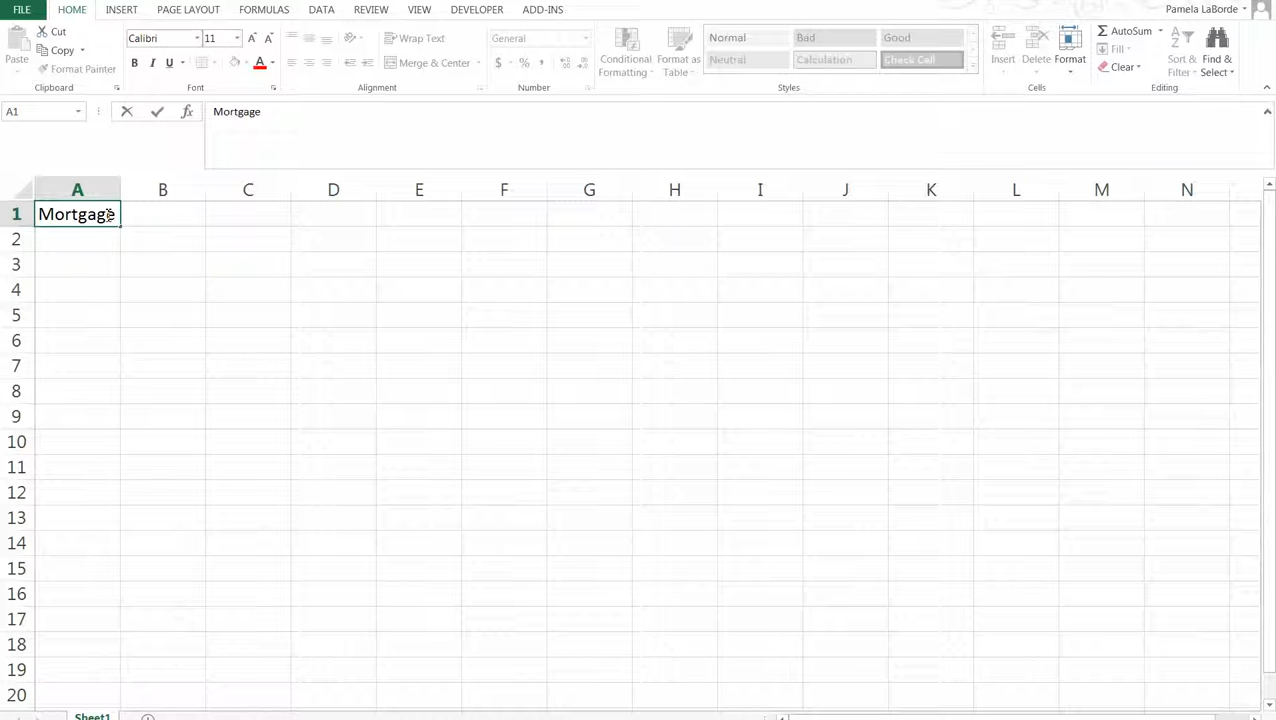 FILE HOME INSERT PAGE LAYOUT FORMULAS DATA REVIEW VIEW DEVELOPER ADD-INS Pamela LaBorde
Cut
Copy
Format Painter
Paste
Clipboard
Calibri 11
B I U
Font
Wrap Text
Merge & Center
Alignment
General
$ %
Number
Conditional Formatting
Format as Table
Normal Bad Good
Neutral Calculation Check Cell
Styles
Insert Delete Format
Cells
AutoSum
Fill
Clear
Sort & Filter
Find & Select
Editing
A1 fx Mortgage
A B C D E F G H I J K L M N
1 Mortgage
2
3
4
5
6
7
8
9
10
11
12
13
14
15
16
17
18
19
20
Sheet1